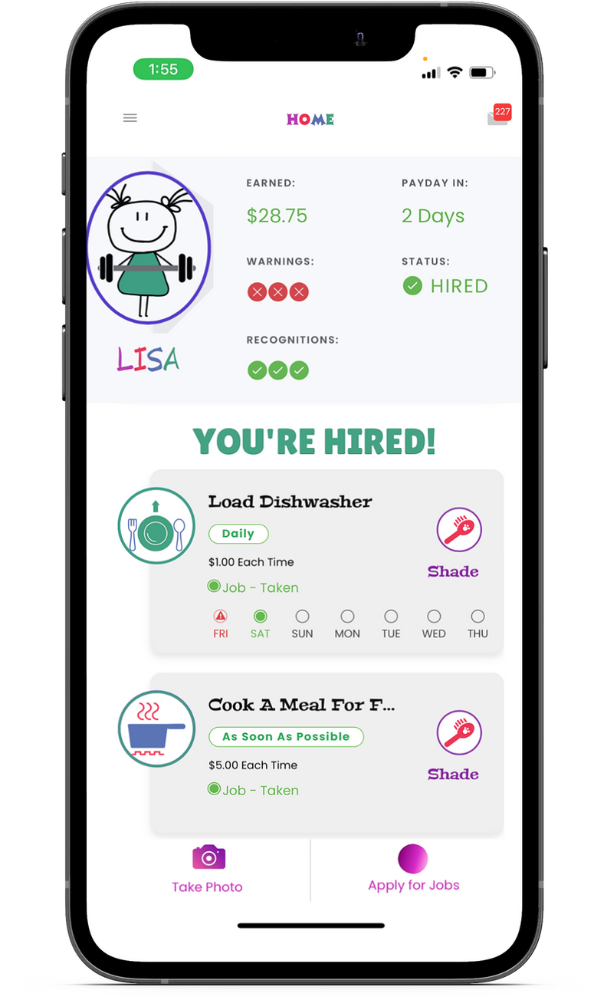 1:55
HOME
227
EARNED:
PAYDAY IN:
$28.75
2 Days
WARNINGS:
STATUS:
HIRED
RECOGNITIONS:
LISA
YOU'RE HIRED!
Load Dishwasher
Daily
$1.00 Each Time
Shade
Job - Taken
FRI SAT SUN MON TUE WED THU
Cook A Meal For F...
As Soon As Possible
$5.00 Each Time
Shade
Job - Taken
Take Photo
Apply for Jobs